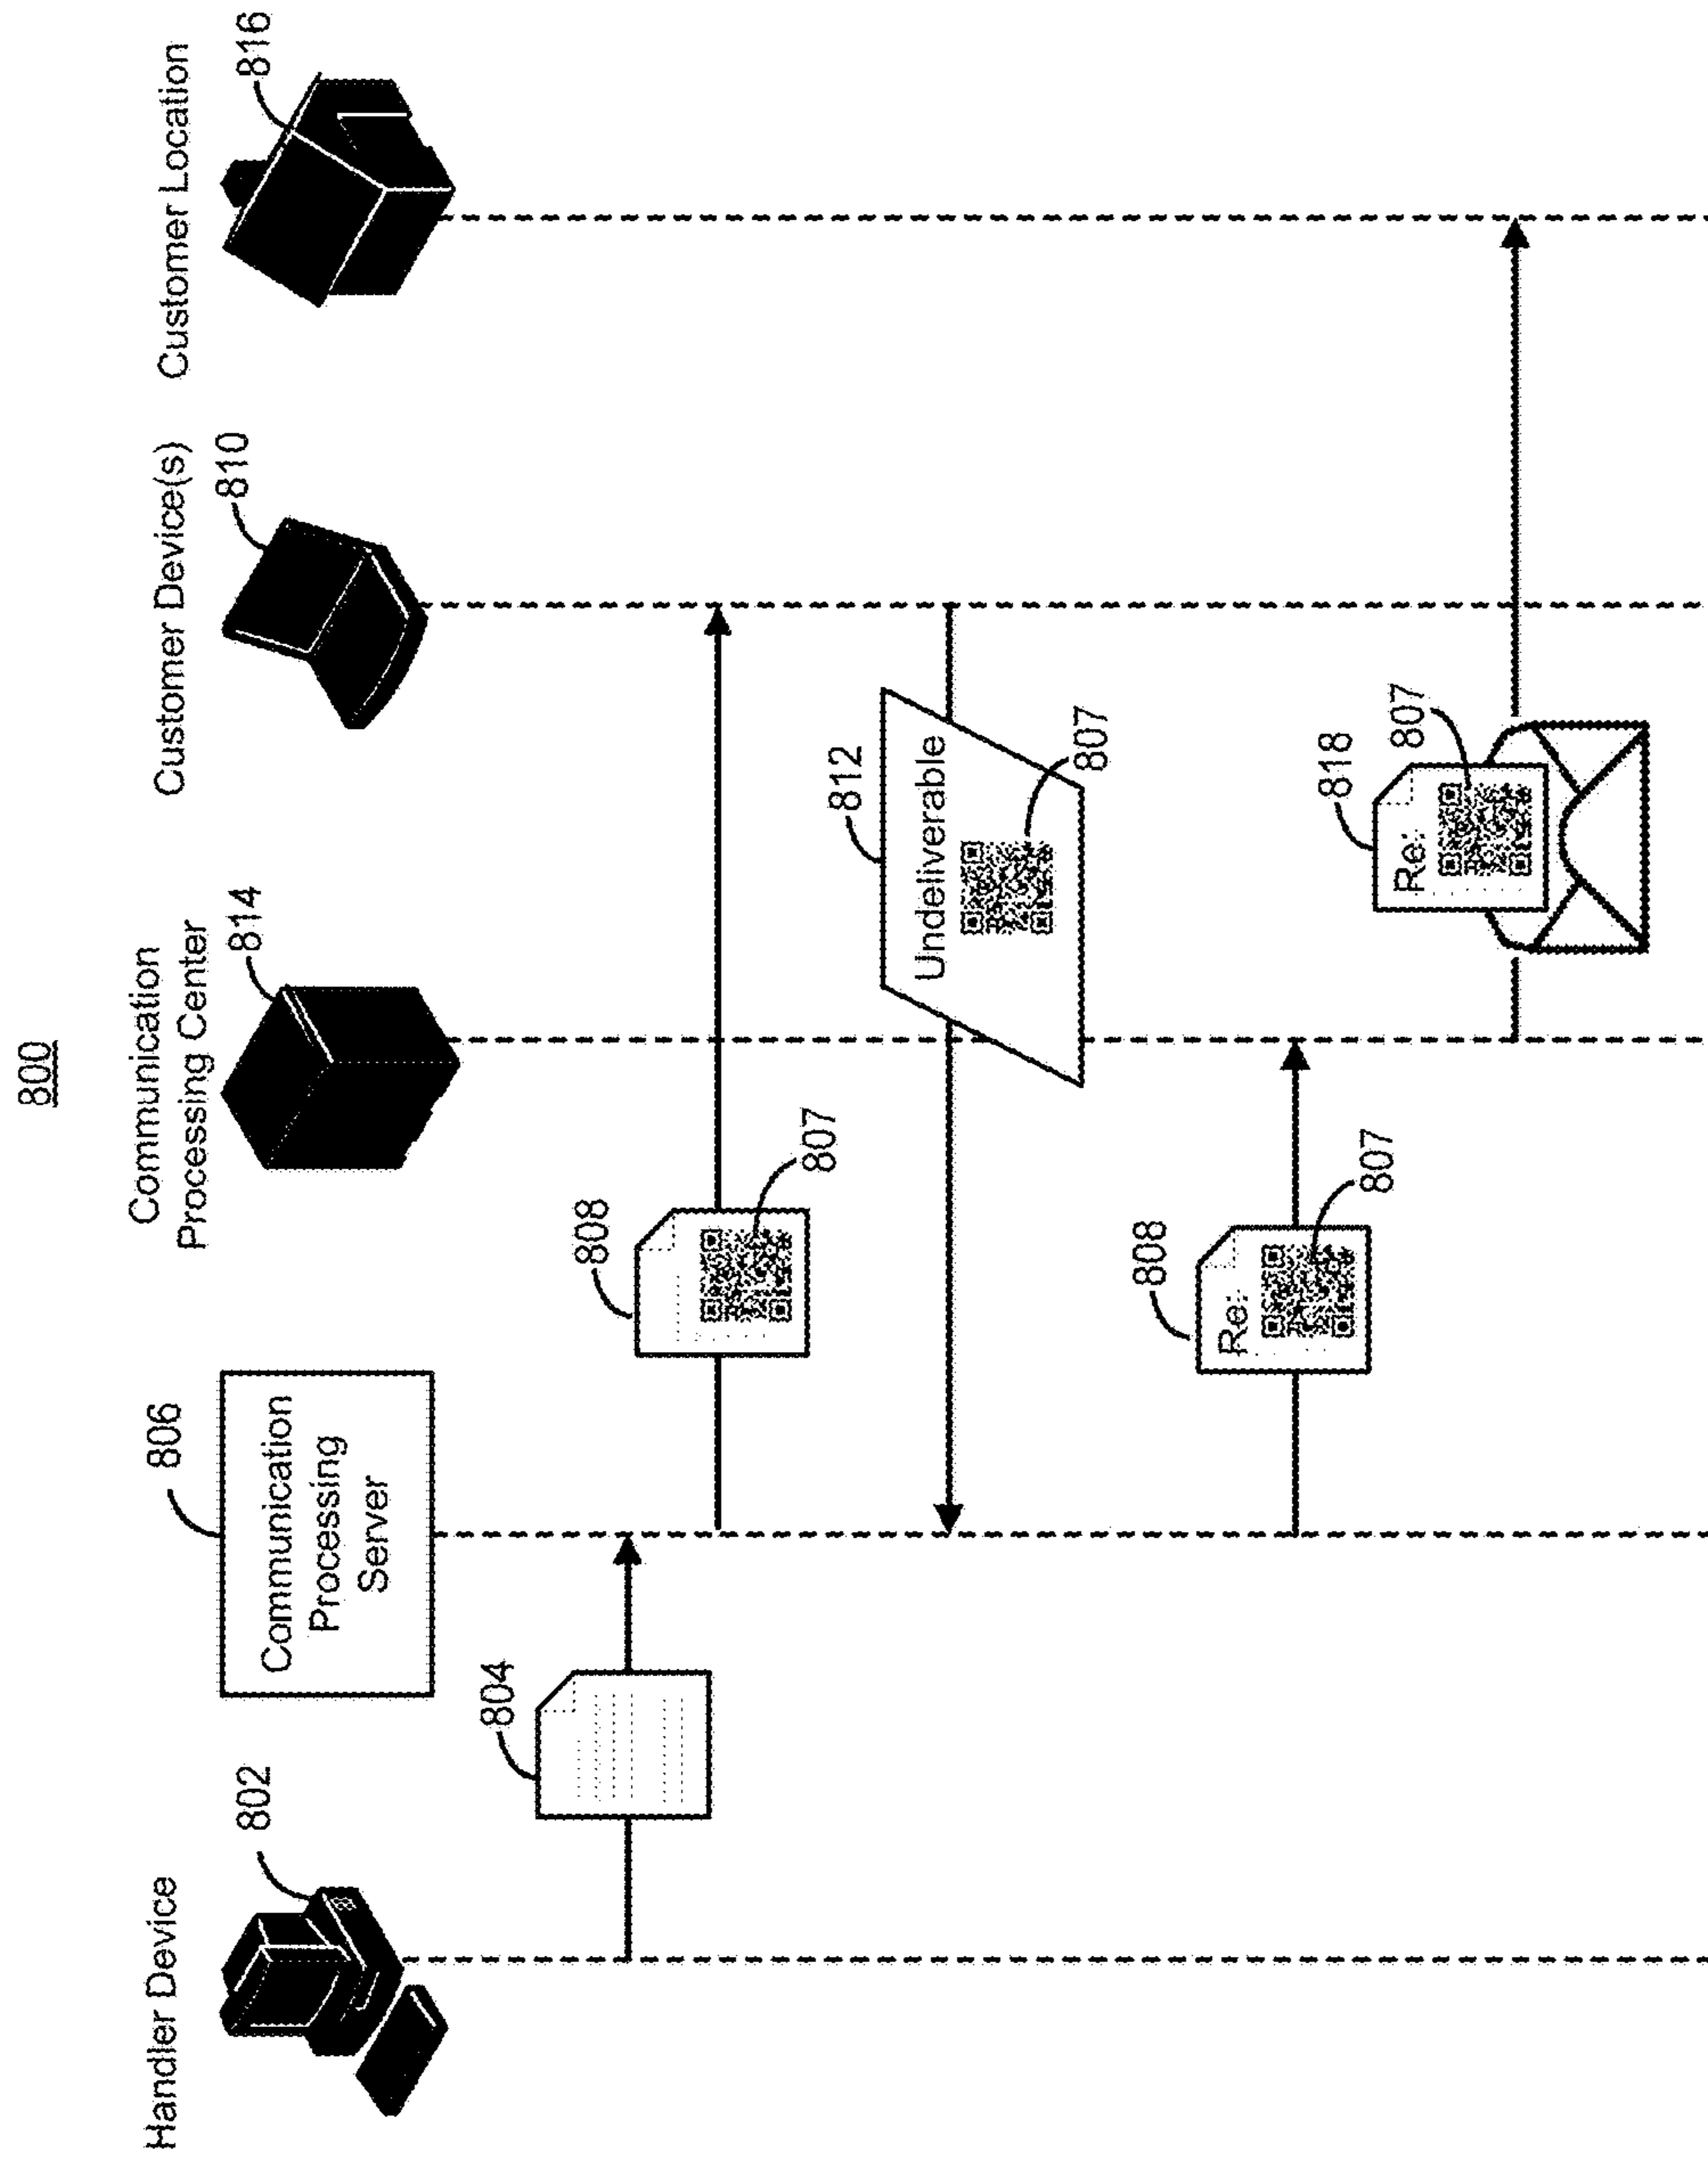 800
Handler Device
802
806
Communication
Processing
Server
Communication
Processing Center
814
Customer Device(s)
810
Customer Location
816
804
808
807
812
Undeliverable
807
808
Re:
807
818
Re:
807